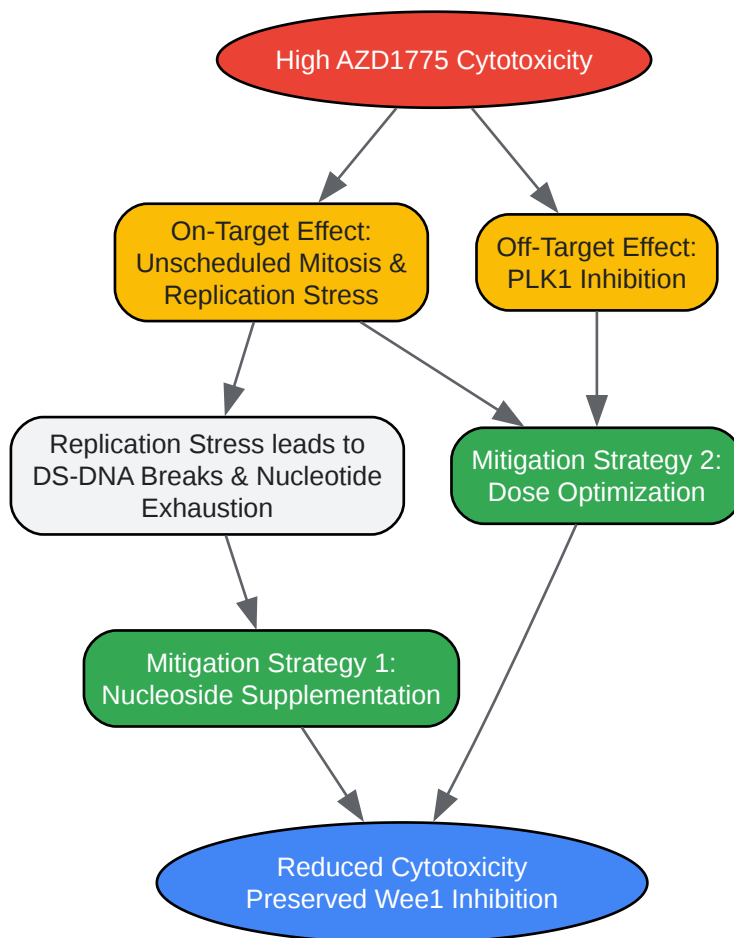 High AZD1775 Cytotoxicity
On-Target Effect:
Unscheduled Mitosis &
Replication Stress
Off-Target Effect:
PLK1 Inhibition
Replication Stress leads to
DS-DNA Breaks & Nucleotide
Exhaustion
Mitigation Strategy 2:
Dose Optimization
Mitigation Strategy 1:
Nucleoside Supplementation
Reduced Cytotoxicity
Preserved Wee1 Inhibition